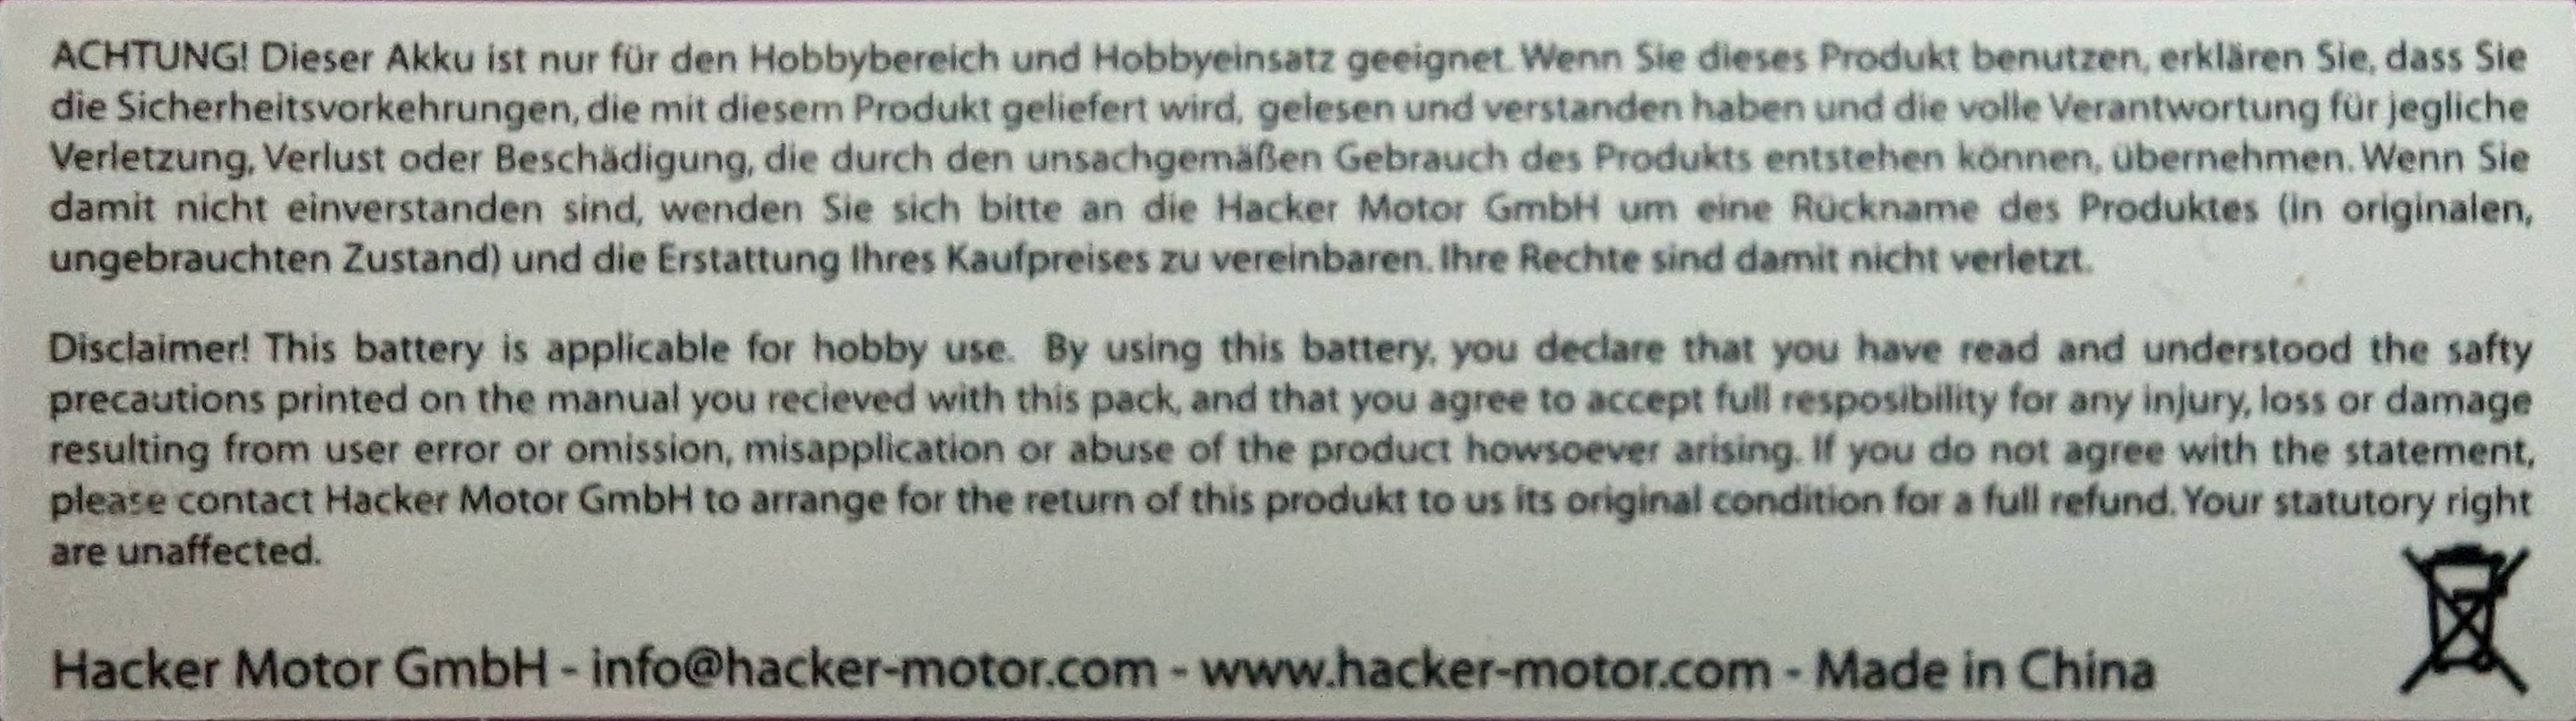 ACHTUNG! Dieser Akku ist nur für den Hobbybereich und Hobbyeinsatz geeignet. Wenn Sie dieses Produkt benutzen, erklären Sie, dass Sie
die Sicherheitsvorkehrungen, die mit diesem Produkt geliefert wird, gelesen und verstanden haben und die volle Verantwortung für jegliche
Verletzung, Verlust oder Beschädigung, die durch den unsachgemäßen Gebrauch des Produkts entstehen können, übernehmen. Wenn Sie
damit nicht einverstanden sind, wenden Sie sich bitte an die Hacker Motor GmbH um eine Rückname des Produktes (in originalen,
ungebrauchten Zustand) und die Erstattung Ihres Kaufpreises zu vereinbaren. Ihre Rechte sind damit nicht verletzt.
Disclaimer! This battery is applicable for hobby use. By using this battery, you declare that you have read and understood the safty
precautions printed on the manual you recieved with this pack, and that you agree to accept full resposibility for any injury, loss or damage
resulting from user error or omission, misapplication or abuse of the product howsoever arising. If you do not agree with the statement,
please contact Hacker Motor GmbH to arrange for the return of this produkt to us its original condition for a full refund. Your statutory right
are unaffected.
Hacker Motor GmbH - info@hacker-motor.com - www.hacker-motor.com - Made in China